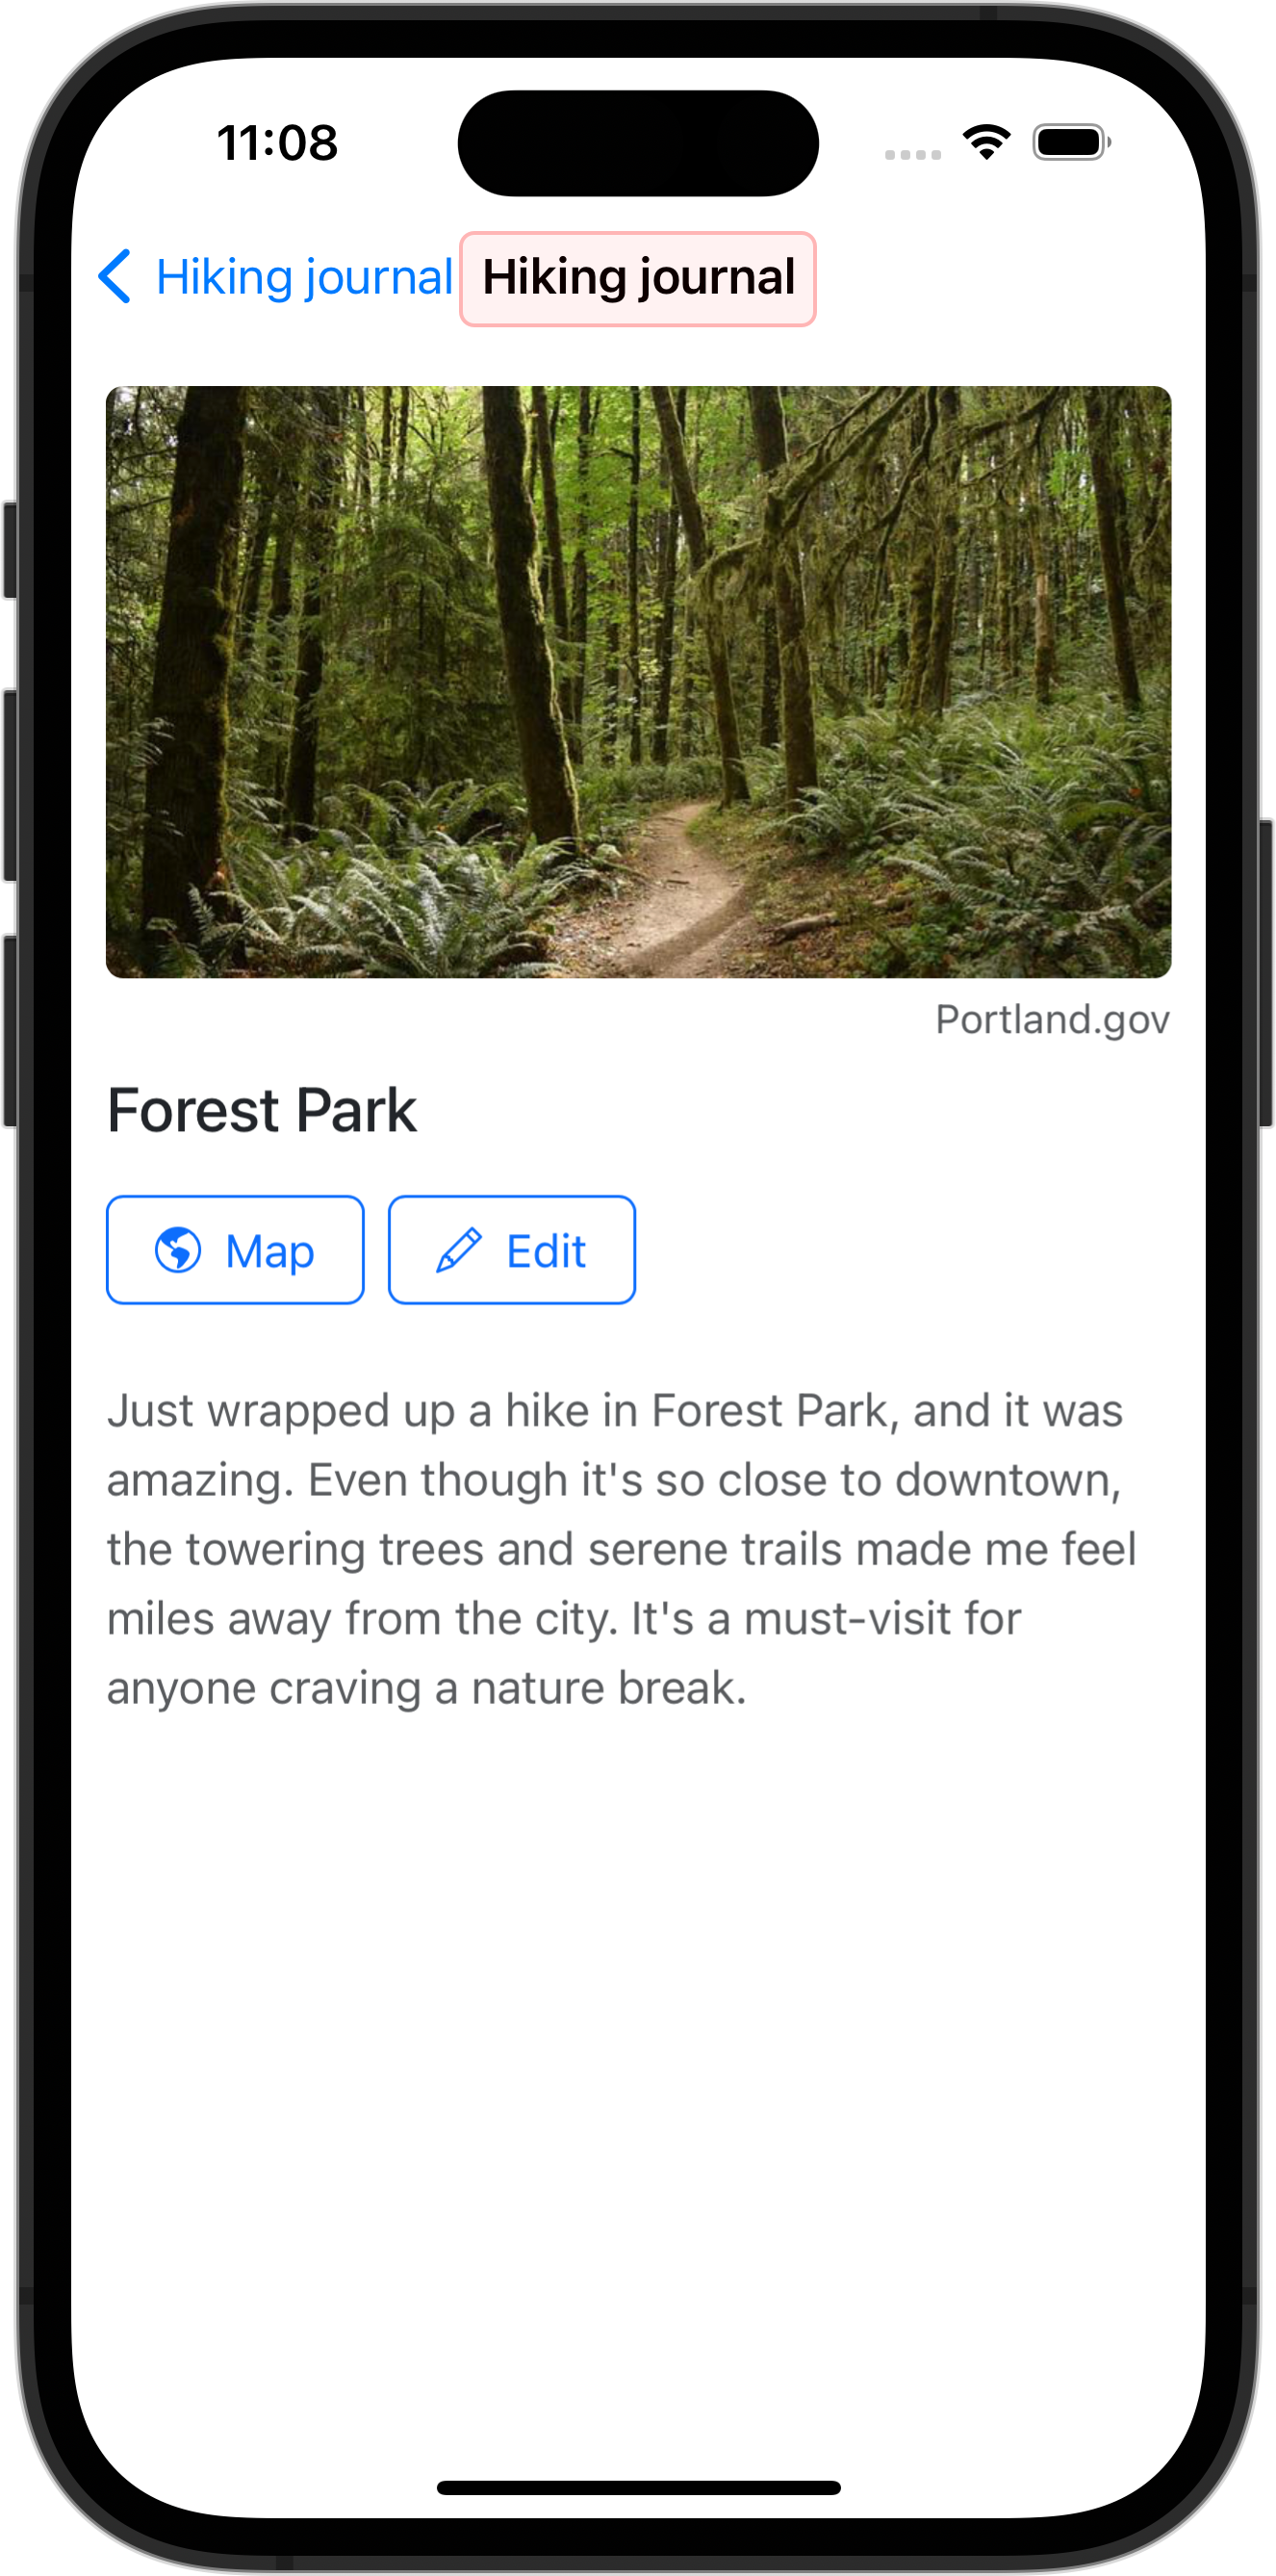 11:08
Hiking journal Hiking journal
Portland.gov
Forest Park
Map Edit
Just wrapped up a hike in Forest Park, and it was
amazing. Even though it's so close to downtown,
the towering trees and serene trails made me feel
miles away from the city. It's a must-visit for
anyone craving a nature break.